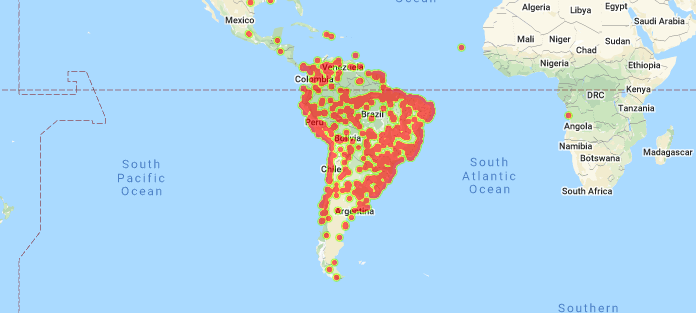 Ocean
Algeria
Libya
Egypt
Saudi Arabia
Mexico
Mali
Niger
Chad
Sudan
Nigeria
Ethiopia
Venezuela
Colombia
DRC
Kenya
Tanzania
Brazil
Peru
Angola
Bolivia
Namibia
Botswana
Madagascar
South
Pacific
Ocean
Chile
South
Atlantic
Ocean
South Africa
Argentina
Southern